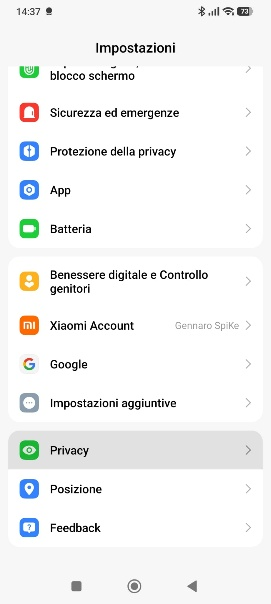 14:37
73
Impostazioni
blocco schermo
Sicurezza ed emergenze
Protezione della privacy
App
Batteria
Benessere digitale e Controllo
genitori
Xiaomi Account Gennaro SpiKe
Google
Impostazioni aggiuntive
Privacy
Posizione
Feedback